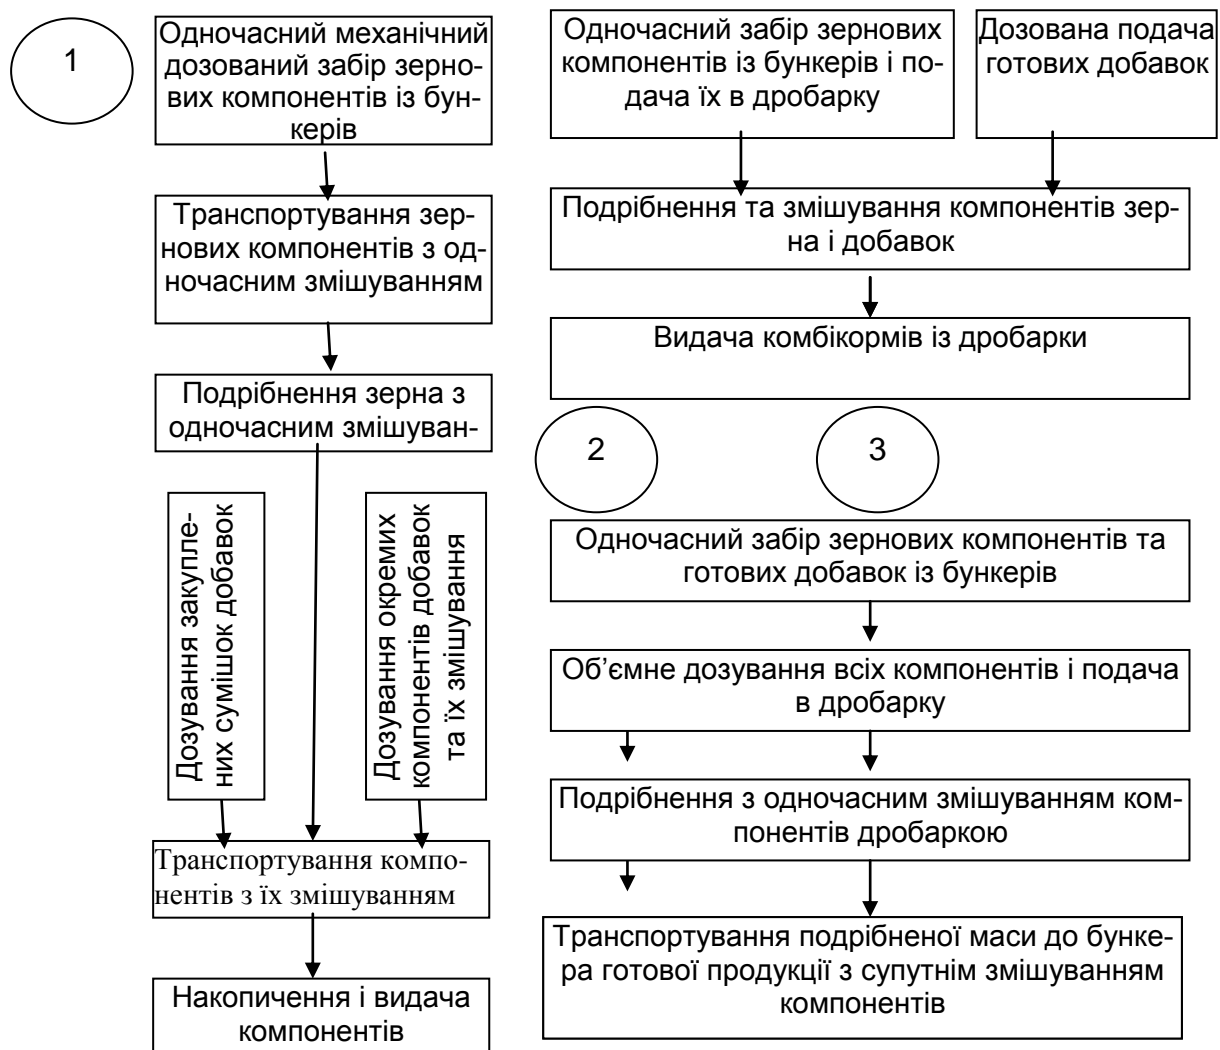 1
Одночасний механічний
дозований забір зерно-
вих компонентів із бун-
керів
Транспортування зер-
нових компонентів з од-
ночасним змішуванням
Подрібнення зерна з
одночасним змішуван-
Дозування закупле-
них сумішок добавок
Дозування окремих
компонентів добавок
та їх змішування
Транспортування компо-
нентів з їх змішуванням
Накопичення і видача
компонентів
Одночасний забір зернових
компонентів із бункерів і по-
дача їх в дробарку
Дозована подача
готових добавок
Подрібнення та змішування компонентів зер-
на і добавок
Видача комбікормів із дробарки
2
3
Одночасний забір зернових компонентів та
готових добавок із бункерів
Об’ємне дозування всіх компонентів і подача
в дробарку
Подрібнення з одночасним змішуванням ком-
понентів дробаркою
Транспортування подрібненої маси до бунке-
ра готової продукції з супутнім змішуванням
компонентів